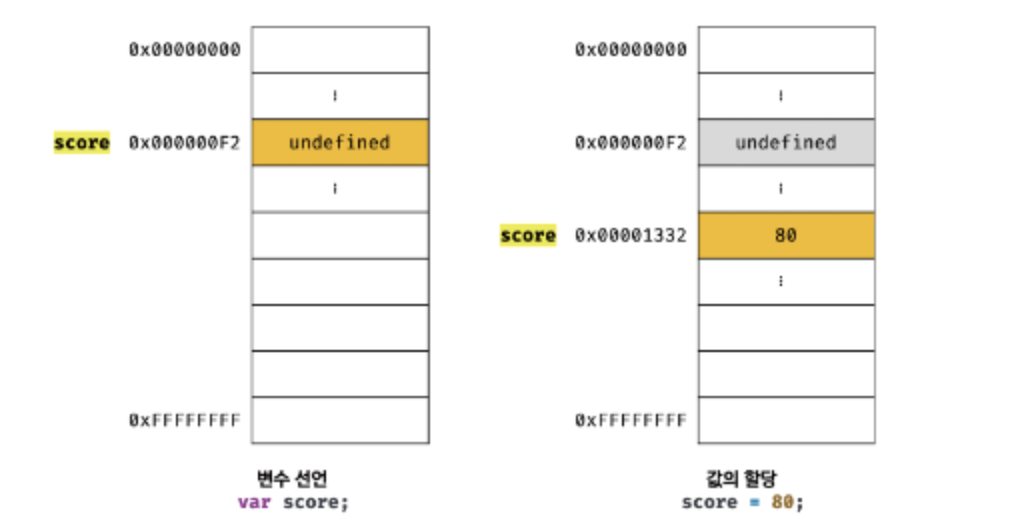 0x00000000
⋮
score 0x000000F2 undefined
⋮
0xFFFFFFFF
변수 선언
var score;
0x00000000
⋮
0x000000F2 undefined
⋮
score 0x00001332 80
⋮
0xFFFFFFFF
값의 할당
score = 80;